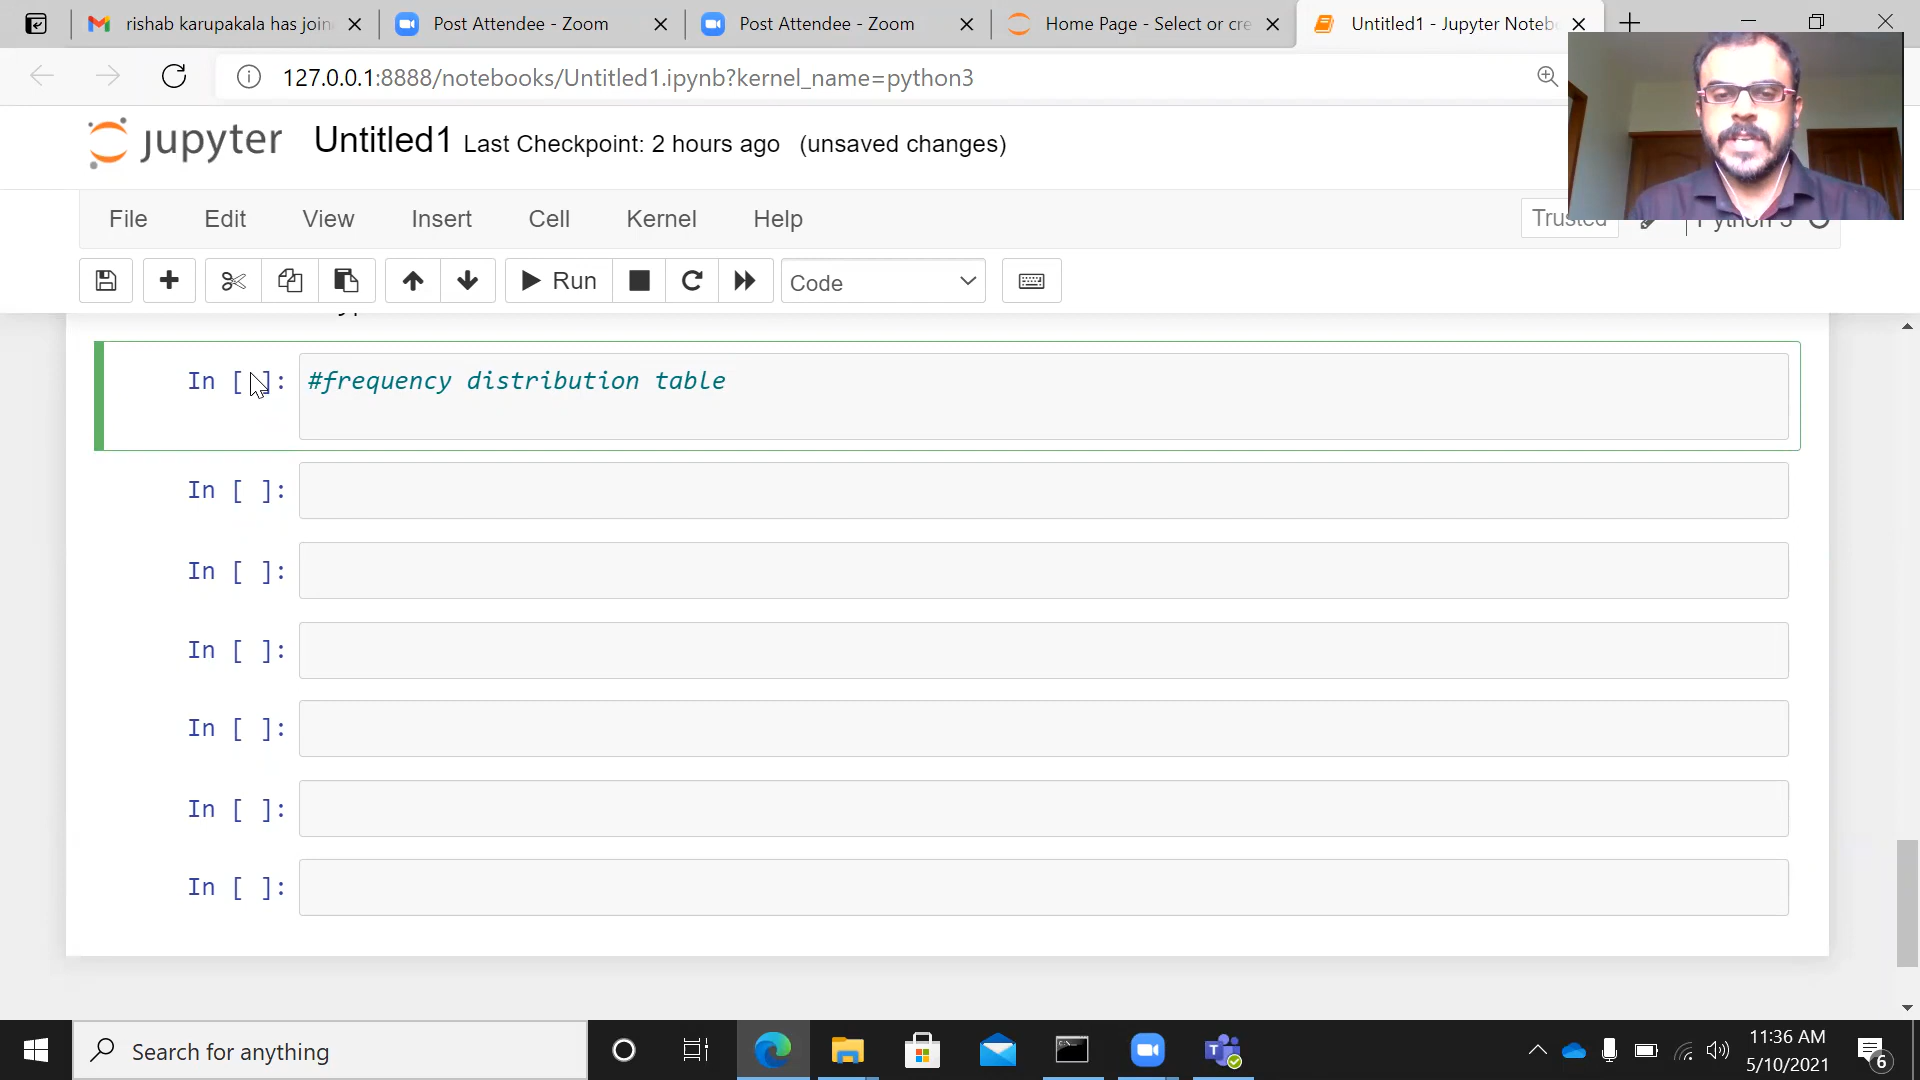 rishab karupakala has join
Post Attendee - Zoom
Post Attendee - Zoom
Home Page - Select or cre
Untitled1 - Jupyter Noteb
127.0.0.1:8888/notebooks/Untitled1.ipynb?kernel_name=python3
jupyter Untitled1 Last Checkpoint: 2 hours ago (unsaved changes)
File Edit View Insert Cell Kernel Help
Trusted Python 3
Run Code
In [ ]: #frequency distribution table
In [ ]:
In [ ]:
In [ ]:
In [ ]:
In [ ]:
In [ ]:
Search for anything
11:36 AM
5/10/2021
6